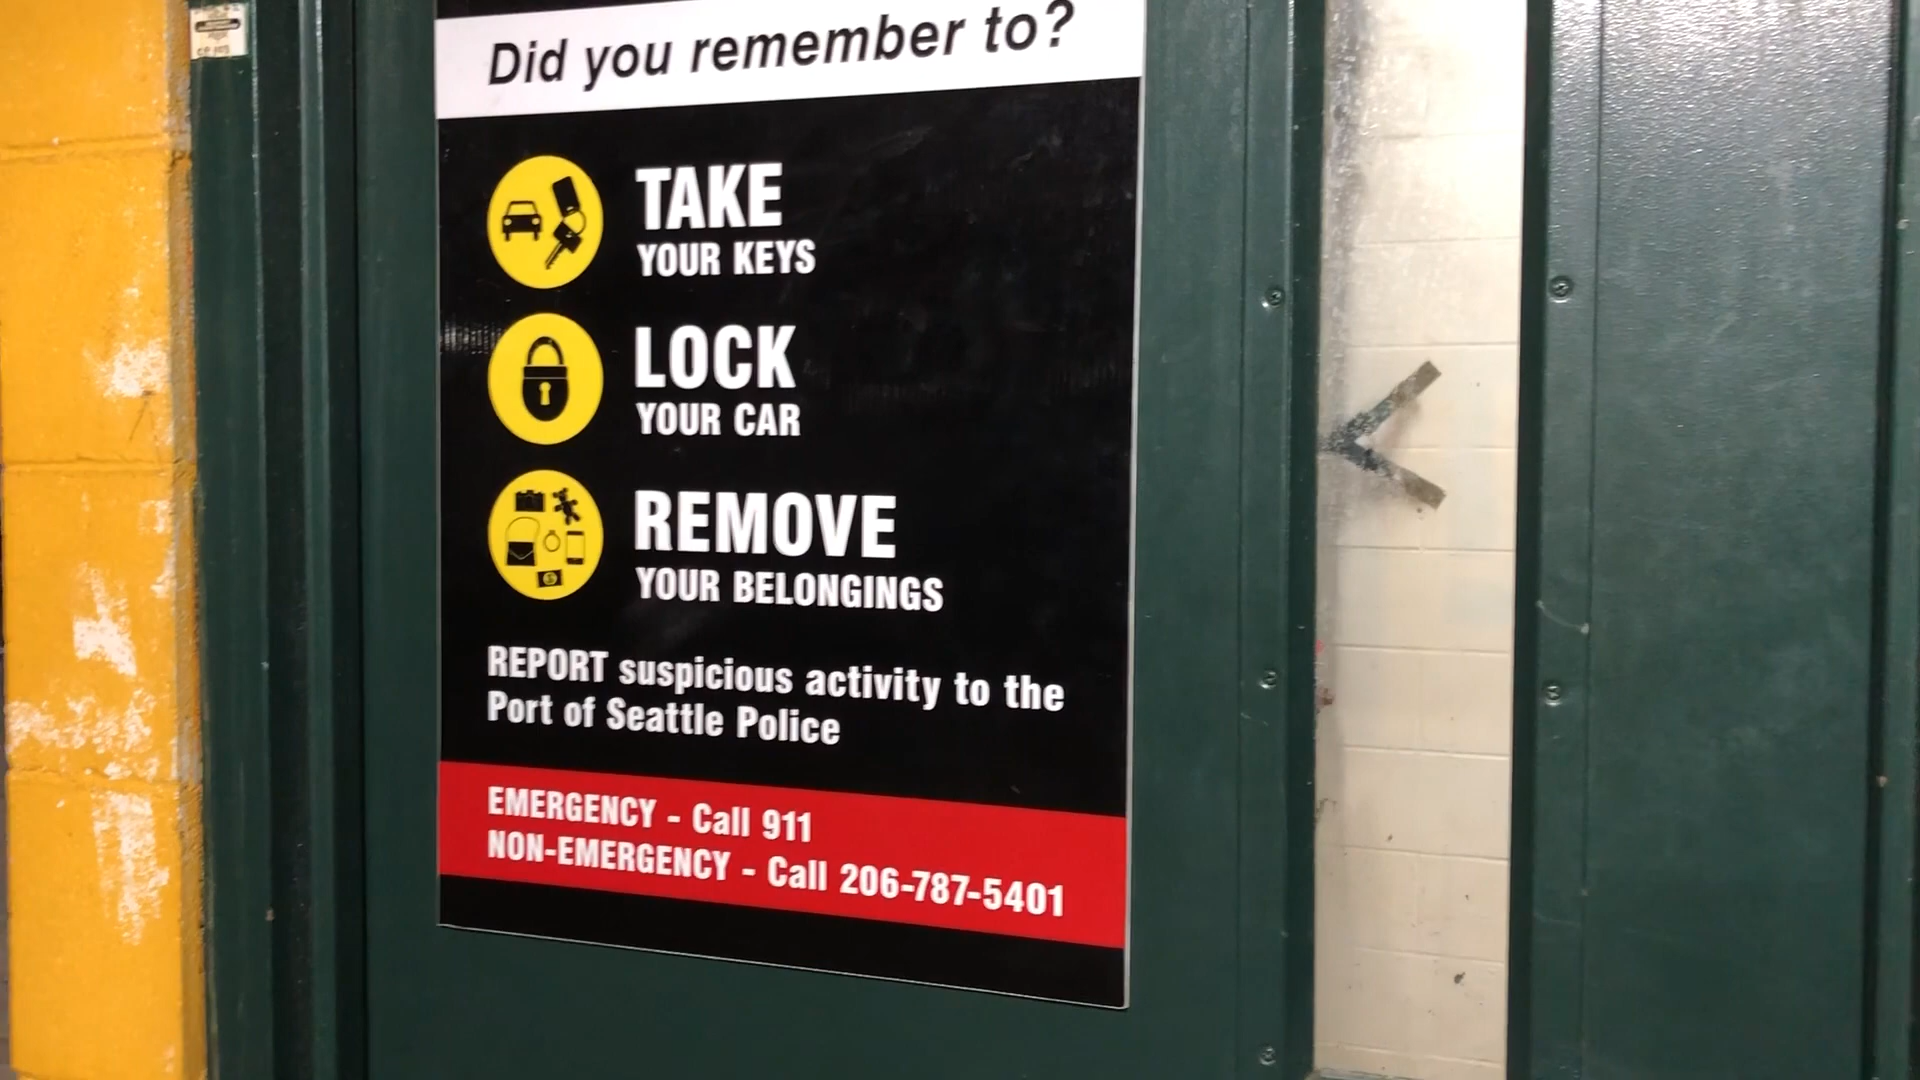 Did you remember to?
TAKE
YOUR KEYS
LOCK
YOUR CAR
REMOVE
YOUR BELONGINGS
REPORT suspicious activity to the
Port of Seattle Police
EMERGENCY - Call 911
NON-EMERGENCY - Call 206-787-5401